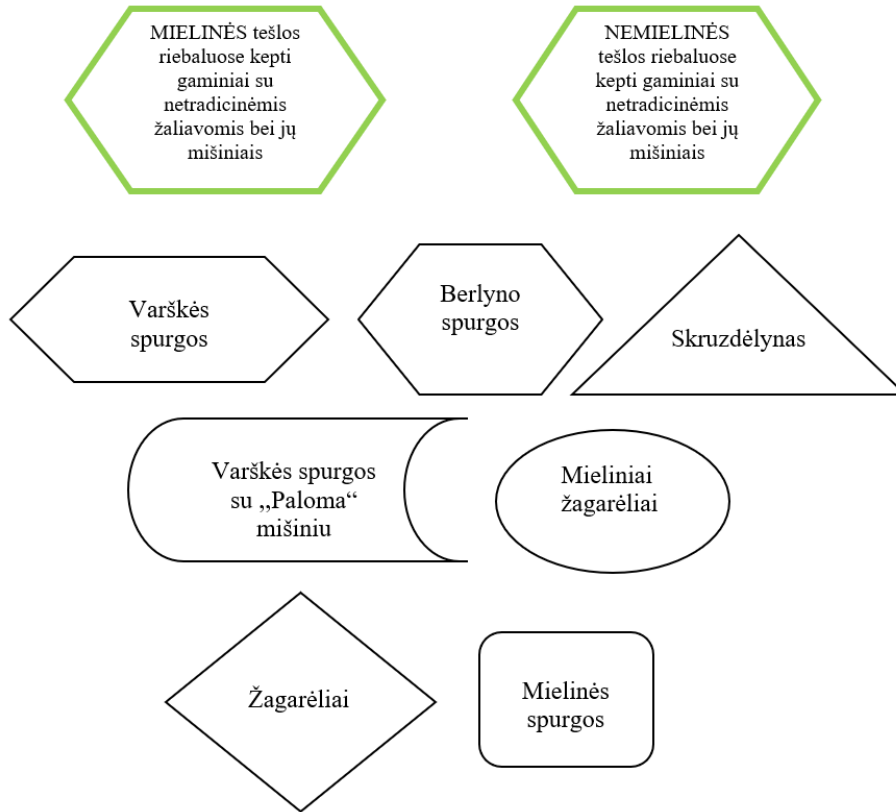 MIELINĖS tešlos
riebaluose kepti
gaminiai su
netradicinėmis
žaliavomis bei jų
mišiniais
NEMIELINĖS
tešlos riebaluose
kepti gaminiai su
netradicinėmis
žaliavomis bei jų
mišiniais
Varškės
spurgos
Berlyno
spurgos
Skruzdėlynas
Varškės spurgos
su „Paloma“
mišiniu
Mieliniai
žagarėliai
Žagarėliai
Mielinės
spurgos